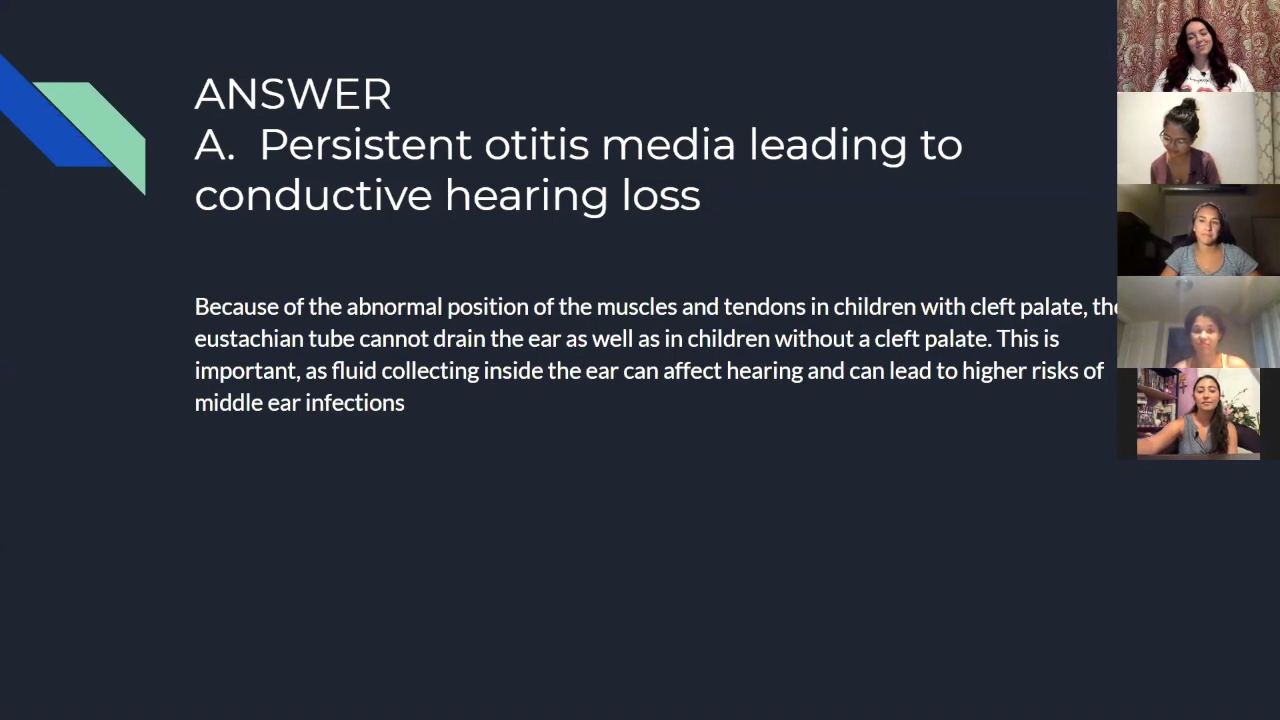 ANSWER
A. Persistent otitis media leading to
conductive hearing loss
Because of the abnormal position of the muscles and tendons in children with cleft palate, the
eustachian tube cannot drain the ear as well as in children without a cleft palate. This is
important, as fluid collecting inside the ear can affect hearing and can lead to higher risks of
middle ear infections